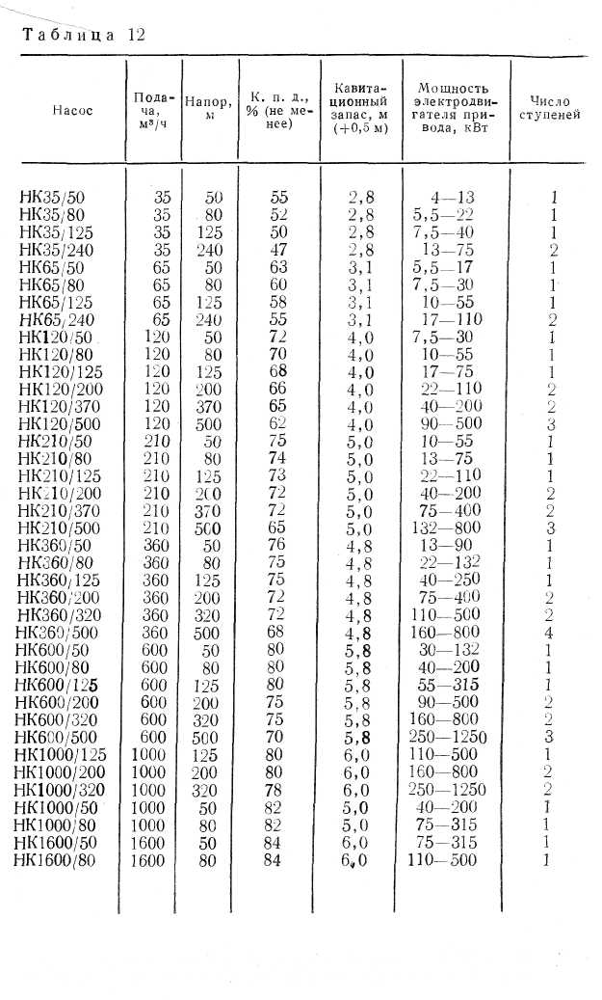 Таблица 12
Насос | Пода-ча, м³/ч | Напор, м | К. п. д., % (не ме-нее) | Кавита-ционный запас, м (+0,5 м) | Мощность электродви-гателя при-вода, кВт | Число ступеней
НК35/50 35 50 55 2,8 4—13 1
НК35/80 35 80 52 2,8 5,5—22 1
НК35/125 35 125 50 2,8 7,5—40 1
НК35/240 35 240 47 2,8 13—75 2
НК65/50 65 50 63 3,1 5,5—17 1
НК65/80 65 80 60 3,1 7,5—30 1
НК65/125 65 125 58 3,1 10—55 1
НК65/240 65 240 55 3,1 17—110 2
НК120/50 120 50 72 4,0 7,5—30 1
НК120/80 120 80 70 4,0 10—55 1
НК120/125 120 125 68 4,0 17—75 1
НК120/200 120 200 66 4,0 22—110 2
НК120/370 120 370 65 4,0 40—200 2
НК120/500 120 500 62 4,0 90—500 3
НК210/50 210 50 75 5,0 10—55 1
НК210/80 210 80 74 5,0 13—75 1
НК210/125 210 125 73 5,0 22—110 1
НК210/200 210 200 72 5,0 40—200 2
НК210/370 210 370 72 5,0 75—400 2
НК210/500 210 500 65 5,0 132—800 3
НК360/50 360 50 76 4,8 13—90 1
НК360/80 360 80 75 4,8 22—132 1
НК360/125 360 125 75 4,8 40—250 1
НК360/200 360 200 72 4,8 75—400 2
НК360/320 360 320 72 4,8 110—500 2
НК360/500 360 500 68 4,8 160—800 4
НК600/50 600 50 80 5,8 30—132 1
НК600/80 600 80 80 5,8 40—200 1
НК600/125 600 125 80 5,8 55—315 1
НК600/200 600 200 75 5,8 90—500 2
НК600/320 600 320 75 5,8 160—800 2
НК600/500 600 500 70 5,8 250—1250 3
НК1000/125 1000 125 80 6,0 110—500 1
НК1000/200 1000 200 80 6,0 160—800 2
НК1000/320 1000 320 78 6,0 250—1250 2
НК1000/50 1000 50 82 5,0 40—200 1
НК1000/80 1000 80 82 5,0 75—315 1
НК1600/50 1600 50 84 6,0 75—315 1
НК1600/80 1600 80 84 6,0 110—500 1